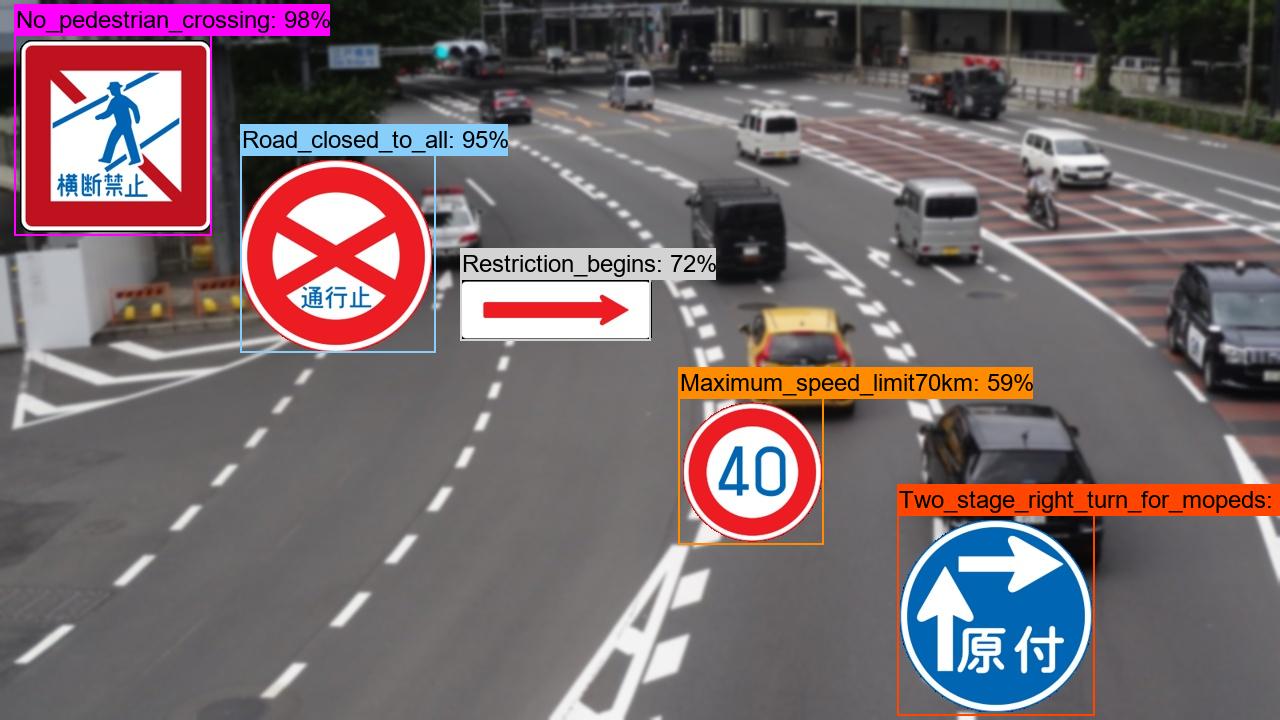 No_pedestrian_crossing: 98%
横断禁止
Road_closed_to_all: 95%
通行止
Restriction_begins: 72%
Maximum_speed_limit70km: 59%
40
Two_stage_right_turn_for_mopeds:
原付